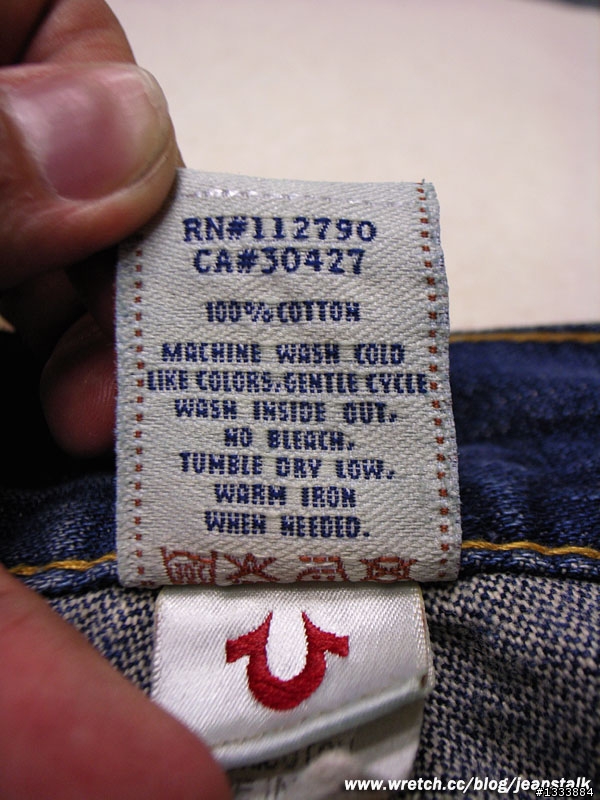 RN#112790
CA#30427
100% COTTON
MACHINE WASH COLD
LIKE COLORS.GENTLE CYCLE
WASH INSIDE OUT.
NO BLEACH.
TUMBLE DRY LOW.
WARM IRON
WHEN NEEDED.
www.wretch.cc/blog/jeanstalk
#1333884